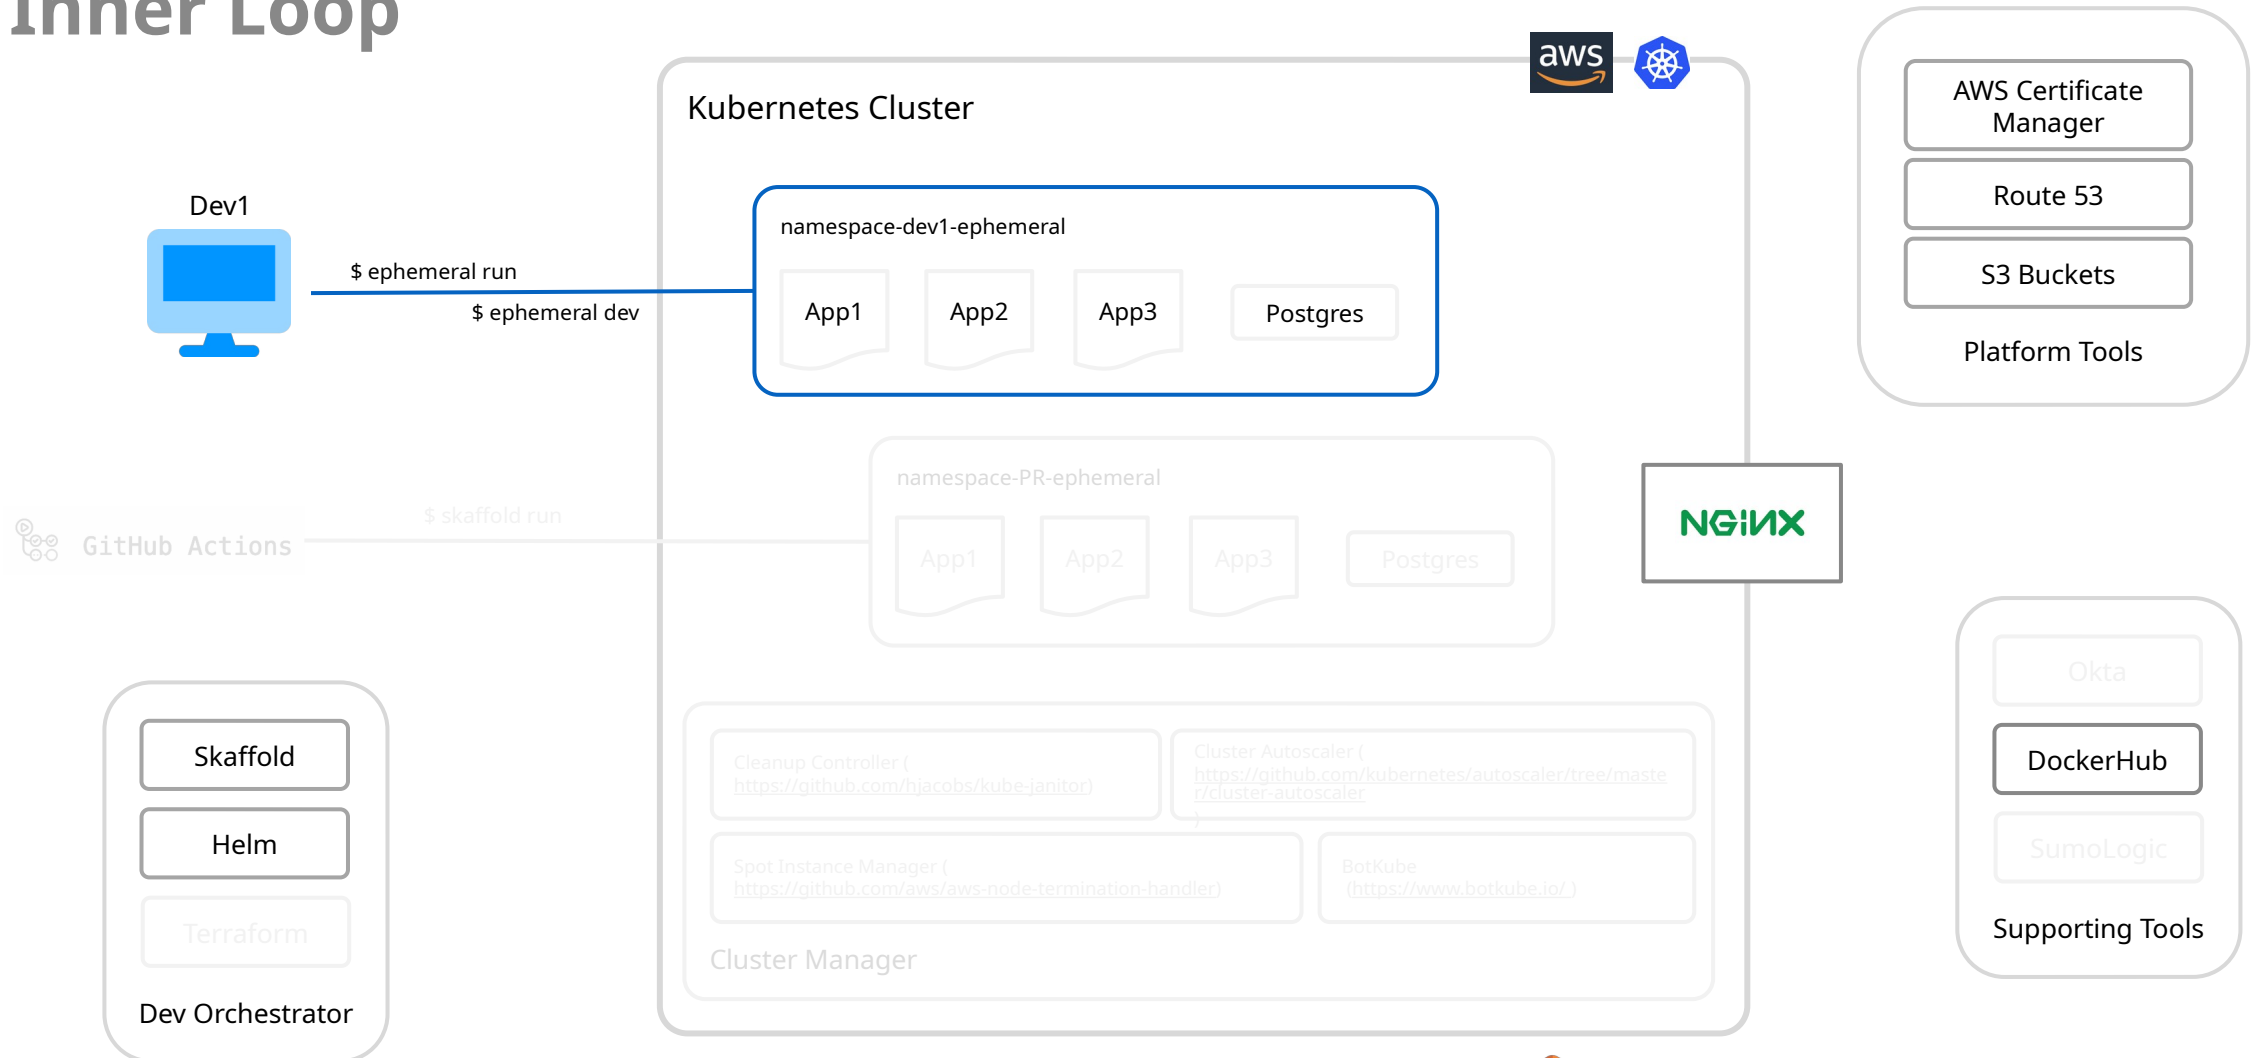 Inner Loop
aws
Kubernetes Cluster
Dev1
$ ephemeral run
$ ephemeral dev
namespace-dev1-ephemeral
App1
App2
App3
Postgres
AWS Certificate
Manager
Route 53
S3 Buckets
Platform Tools
GitHub Actions
$ skaffold run
namespace-PR-ephemeral
App1
App2
App3
Postgres
NGINX
Skaffold
Helm
Terraform
Dev Orchestrator
Cleanup Controller (
https://github.com/hjacobs/kube-janitor)
Cluster Autoscaler (
https://github.com/kubernetes/autoscaler/tree/maste
r/cluster-autoscaler
)
Spot Instance Manager (
https://github.com/aws/aws-node-termination-handler)
BotKube
(https://www.botkube.io/ )
Cluster Manager
Okta
DockerHub
SumoLogic
Supporting Tools